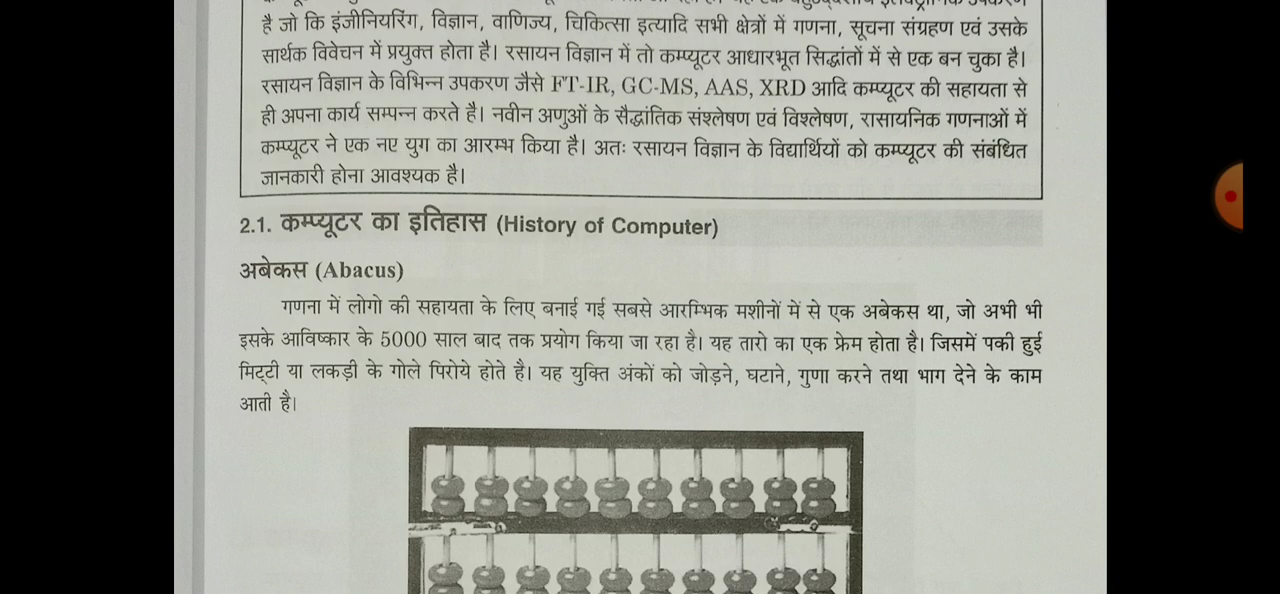 है जो कि इंजीनियरिंग, विज्ञान, वाणिज्य, चिकित्सा इत्यादि सभी क्षेत्रों में गणना, सूचना संग्रहण एवं उसके
सार्थक विवेचन में प्रयुक्त होता है। रसायन विज्ञान में तो कम्प्यूटर आधारभूत सिद्धांतों में से एक बन चुका है।
रसायन विज्ञान के विभिन्न उपकरण जैसे FT-IR, GC-MS, AAS, XRD आदि कम्प्यूटर की सहायता से
ही अपना कार्य सम्पन्न करते है। नवीन अणुओं के सैद्धांतिक संश्लेषण एवं विश्लेषण, रासायनिक गणनाओं में
कम्प्यूटर ने एक नए युग का आरम्भ किया है। अतः रसायन विज्ञान के विद्यार्थियों को कम्प्यूटर की संबंधित
जानकारी होना आवश्यक है।
2.1. कम्प्यूटर का इतिहास (History of Computer)
अबेकस (Abacus)
गणना में लोगो की सहायता के लिए बनाई गई सबसे आरम्भिक मशीनों में से एक अबेकस था, जो अभी भी
इसके आविष्कार के 5000 साल बाद तक प्रयोग किया जा रहा है। यह तारो का एक फ्रेम होता है। जिसमें पकी हुई
मिट्टी या लकड़ी के गोले पिरोये होते है। यह युक्ति अंकों को जोड़ने, घटाने, गुणा करने तथा भाग देने के काम
आती है।